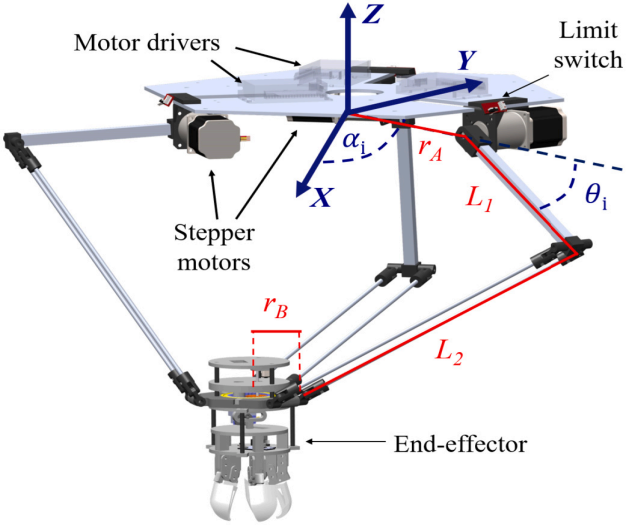 Z
Motor drivers
Y
Limit
switch
α_i
r_A
X
L_1
θ_i
Stepper
motors
r_B
L_2
End-effector